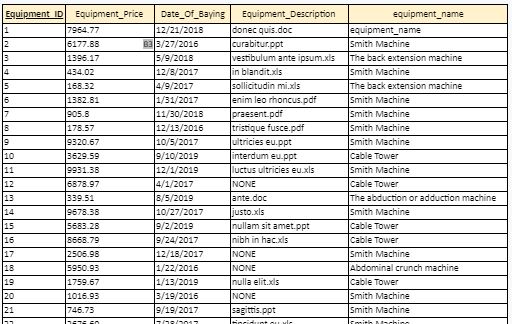 Equipment_ID Equipment_Price Date_Of_Baying Equipment_Description equipment_name
1 7964.77 12/21/2018 donec quis.doc equipment_name
2 6177.88 B3 3/27/2016 curabitur.ppt Smith Machine
3 1396.17 5/9/2018 vestibulum ante ipsum.xls The back extension machine
4 434.02 12/8/2017 in blandit.xls Smith Machine
5 168.32 4/9/2017 sollicitudin mi.xls The back extension machine
6 1382.81 1/31/2017 enim leo rhoncus.pdf Smith Machine
7 905.8 11/30/2018 praesent.pdf Smith Machine
8 178.57 12/13/2016 tristique fusce.pdf Smith Machine
9 9320.67 10/5/2017 ultricies eu.ppt Smith Machine
10 3629.59 9/10/2019 interdum eu.ppt Cable Tower
11 9931.38 12/1/2019 luctus ultricies eu.xls Smith Machine
12 6878.97 4/1/2017 NONE Cable Tower
13 339.51 8/5/2019 ante.doc The abduction or adduction machine
14 9678.38 10/27/2017 justo.xls Smith Machine
15 5683.28 9/2/2019 nullam sit amet.ppt Cable Tower
16 8668.79 9/24/2017 nibh in hac.xls Cable Tower
17 2506.98 12/18/2017 NONE Smith Machine
18 5950.93 1/22/2016 NONE Abdominal crunch machine
19 1759.67 1/13/2019 nulla elit.xls Cable Tower
20 1016.93 3/19/2016 NONE Smith Machine
21 746.73 9/19/2017 sagittis.ppt Smith Machine